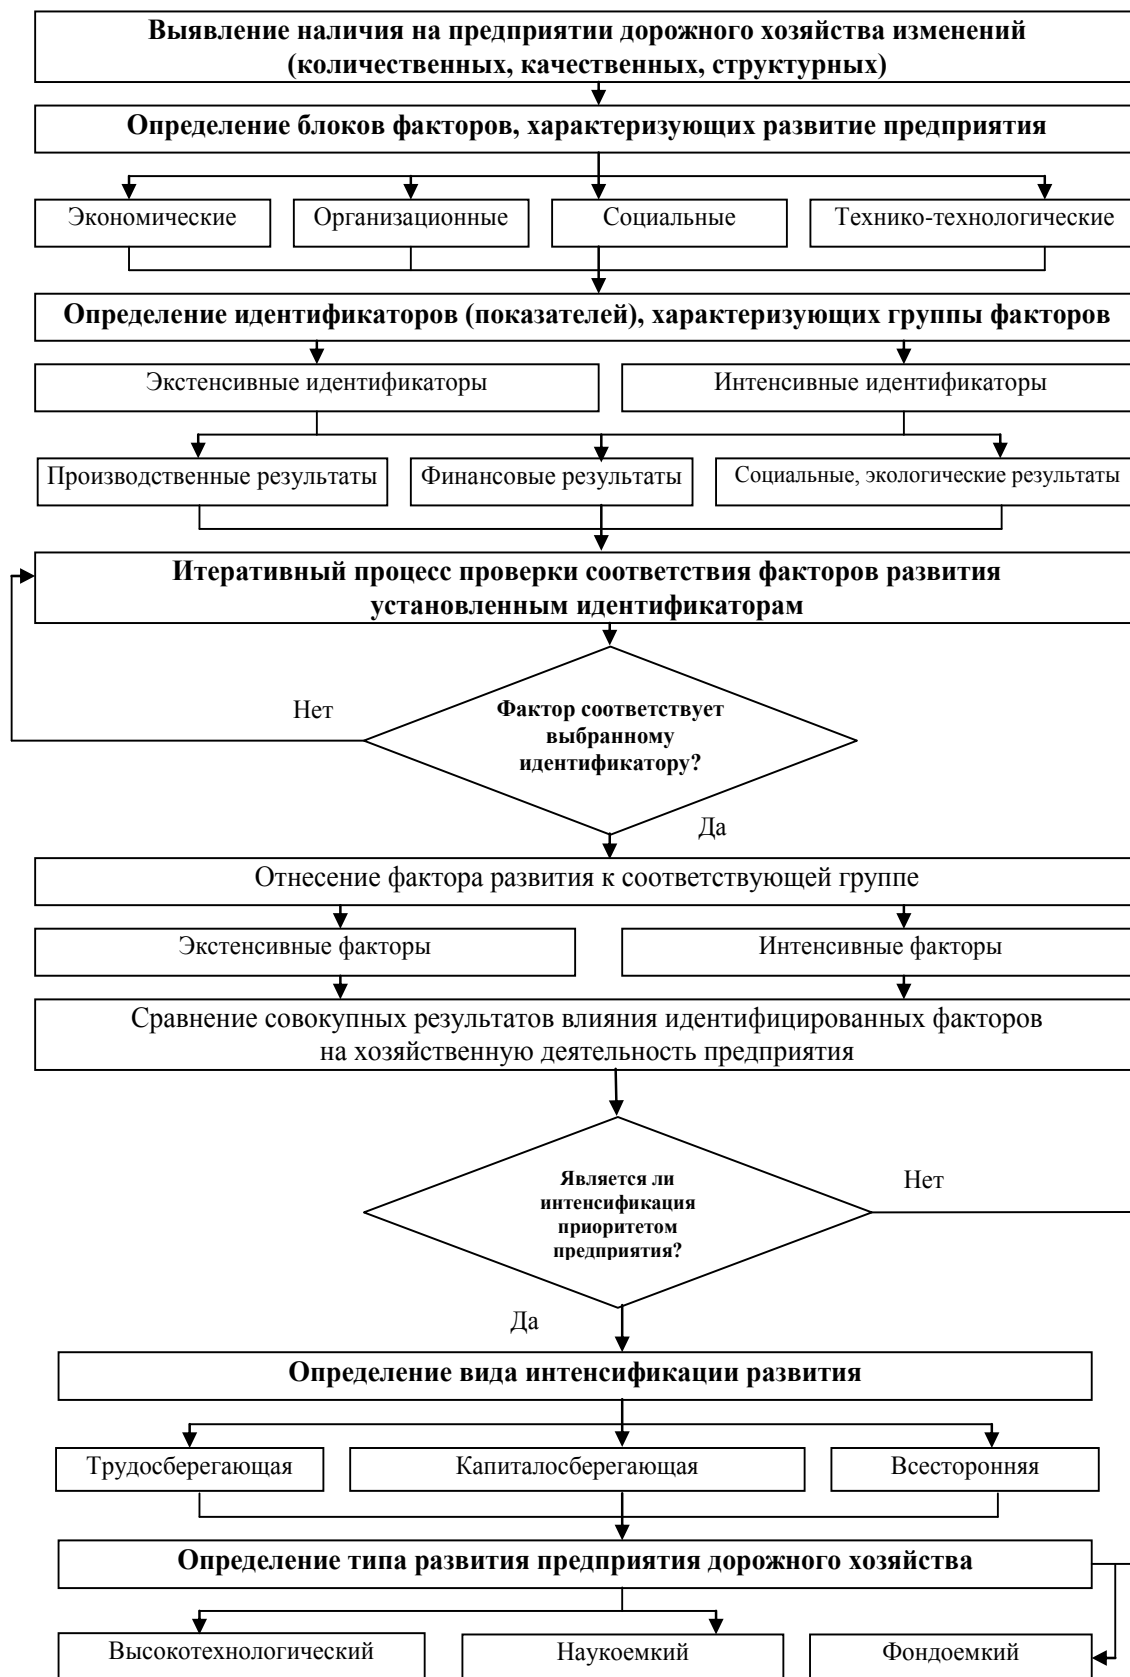 Выявление наличия на предприятии дорожного хозяйства изменений
(количественных, качественных, структурных)
Определение блоков факторов, характеризующих развитие предприятия
Экономические
Организационные
Социальные
Технико-технологические
Определение идентификаторов (показателей), характеризующих группы факторов
Экстенсивные идентификаторы
Интенсивные идентификаторы
Производственные результаты
Финансовые результаты
Социальные, экологические результаты
Итеративный процесс проверки соответствия факторов развития
установленным идентификаторам
Нет
Фактор соответствует
выбранному
идентификатору?
Да
Отнесение фактора развития к соответствующей группе
Экстенсивные факторы
Интенсивные факторы
Сравнение совокупных результатов влияния идентифицированных факторов
на хозяйственную деятельность предприятия
Является ли
интенсификация
приоритетом
предприятия?
Нет
Да
Определение вида интенсификации развития
Трудосберегающая
Капиталосберегающая
Всесторонняя
Определение типа развития предприятия дорожного хозяйства
Высокотехнологический
Наукоемкий
Фондоемкий